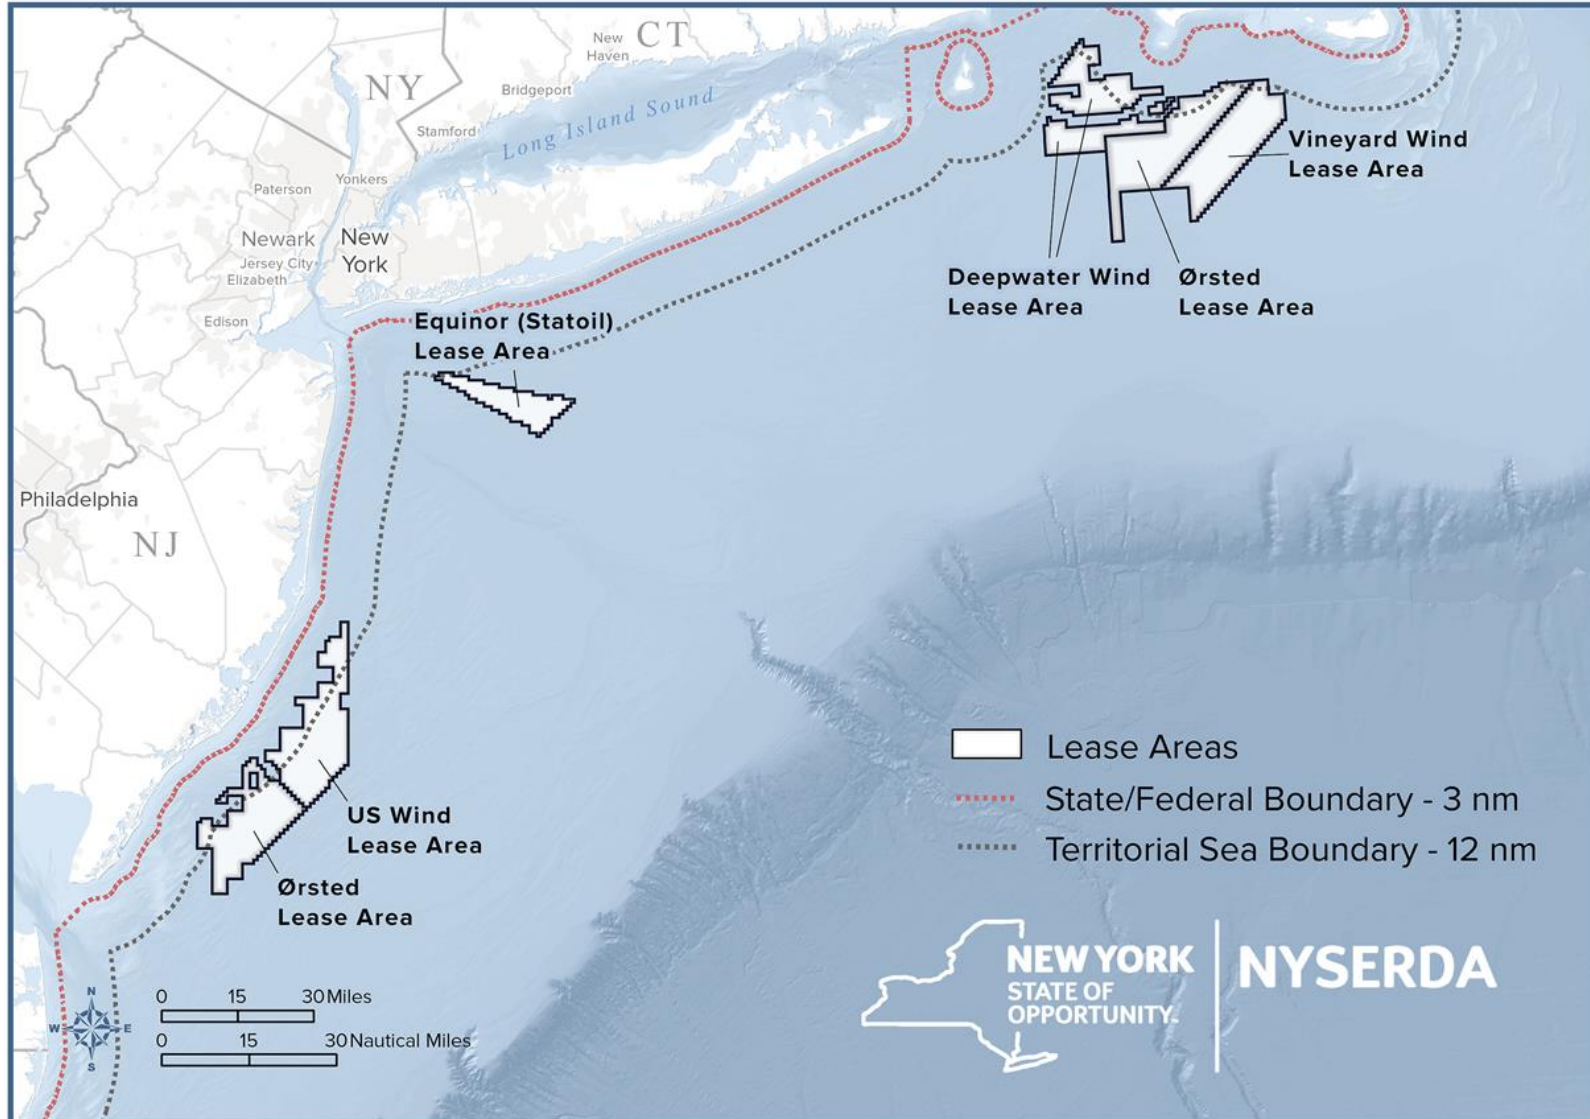 CT
New
Haven
NY
Bridgeport
Long Island Sound
Stamford
Yonkers
Paterson
Newark
New
York
Jersey City
Elizabeth
Edison
Philadelphia
NJ
Vineyard Wind
Lease Area
Deepwater Wind
Lease Area
Ørsted
Lease Area
Equinor (Statoil)
Lease Area
US Wind
Lease Area
Ørsted
Lease Area
Lease Areas
State/Federal Boundary - 3 nm
Territorial Sea Boundary - 12 nm
N
W E
S
0 15 30 Miles
0 15 30 Nautical Miles
NEW YORK
STATE OF
OPPORTUNITY.
NYSERDA